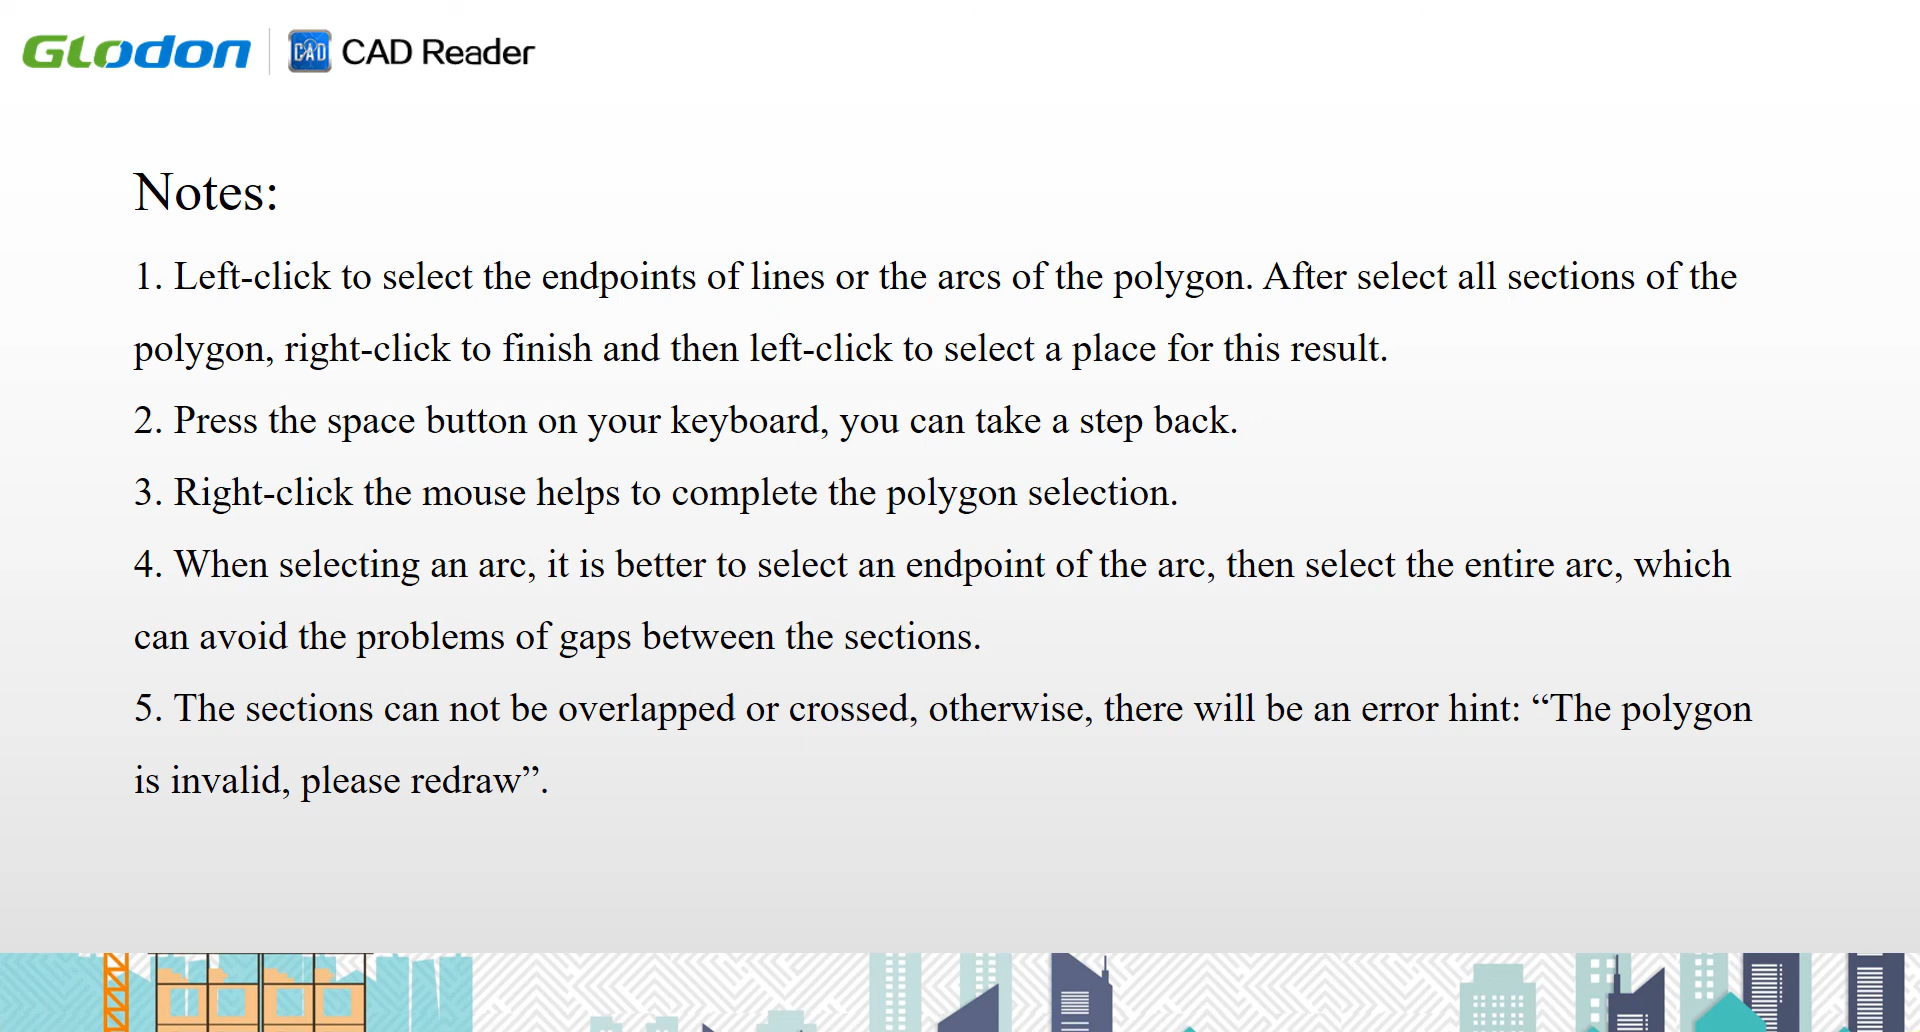 GLodon CAD CAD Reader
Notes:
1. Left-click to select the endpoints of lines or the arcs of the polygon. After select all sections of the
polygon, right-click to finish and then left-click to select a place for this result.
2. Press the space button on your keyboard, you can take a step back.
3. Right-click the mouse helps to complete the polygon selection.
4. When selecting an arc, it is better to select an endpoint of the arc, then select the entire arc, which
can avoid the problems of gaps between the sections.
5. The sections can not be overlapped or crossed, otherwise, there will be an error hint: “The polygon
is invalid, please redraw”.